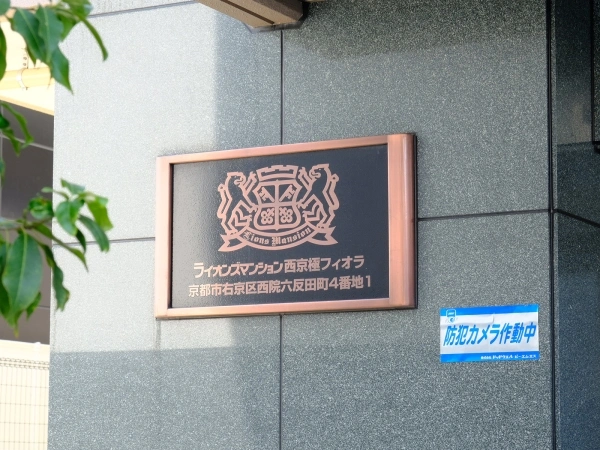 Lions Mansion
ライオンズマンション西京極フィオラ
京都市右京区西院六反田町4番地1
防犯カメラ作動中